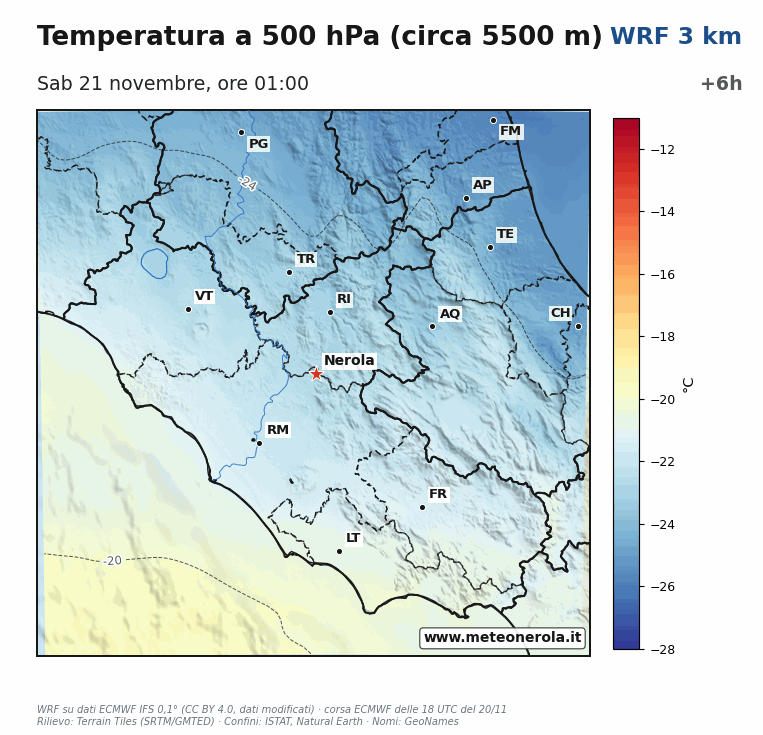 Temperatura a 500 hPa (circa 5500 m) WRF 3 km
Sab 21 novembre, ore 01:00 +6h
FM
PG
-24
AP
TE
TR
VT
RI
AQ
CH
Nerola
RM
FR
LT
-20
www.meteonerola.it
−12
−14
−16
−18
−20
−22
−24
−26
−28
°C
WRF su dati ECMWF IFS 0,1° (CC BY 4.0, dati modificati) · corsa ECMWF delle 18 UTC del 20/11
Rilievo: Terrain Tiles (SRTM/GMTED) · Confini: ISTAT, Natural Earth · Nomi: GeoNames